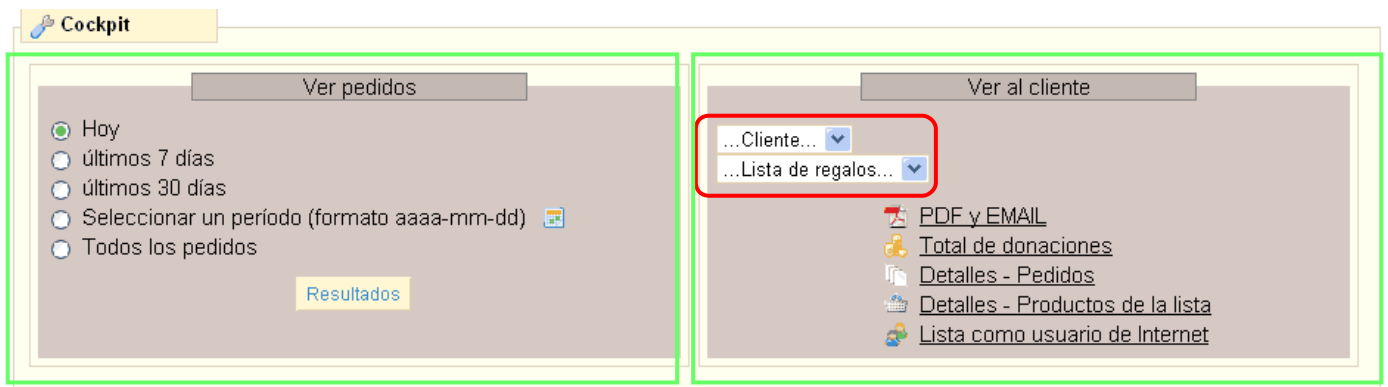 Cockpit
Ver pedidos
Hoy
últimos 7 días
últimos 30 días
Seleccionar un período (formato aaaa-mm-dd)
Todos los pedidos
Resultados
Ver al cliente
...Cliente...
...Lista de regalos...
PDF y EMAIL
Total de donaciones
Detalles - Pedidos
Detalles - Productos de la lista
Lista como usuario de Internet